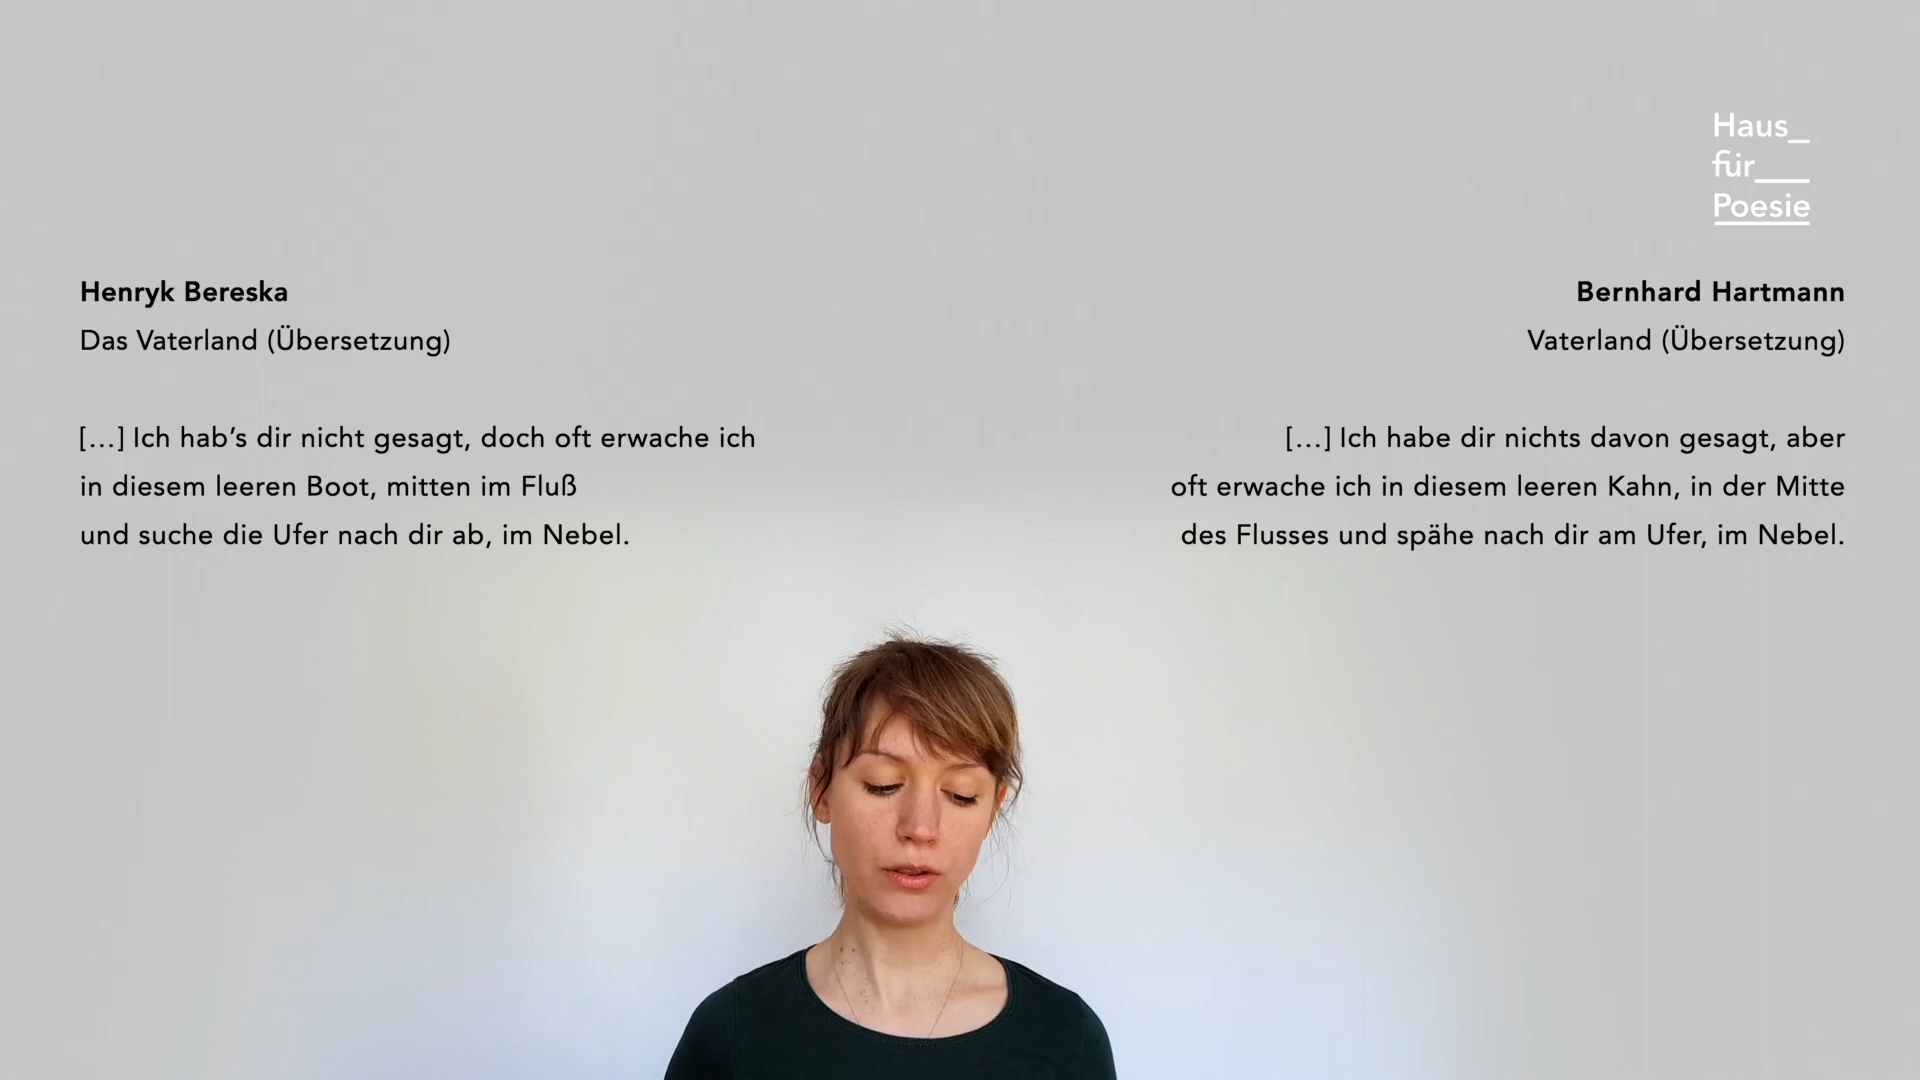 Haus_
für___
Poesie
Henryk Bereska
Das Vaterland (Übersetzung)
[…] Ich hab’s dir nicht gesagt, doch oft erwache ich
in diesem leeren Boot, mitten im Fluß
und suche die Ufer nach dir ab, im Nebel.
Bernhard Hartmann
Vaterland (Übersetzung)
[…] Ich habe dir nichts davon gesagt, aber
oft erwache ich in diesem leeren Kahn, in der Mitte
des Flusses und spähe nach dir am Ufer, im Nebel.